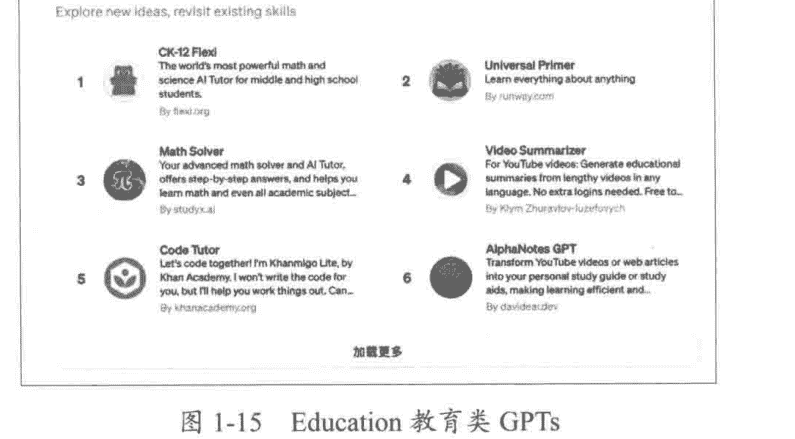 Explore new ideas, revisit existing skills
1
CK-12 Flexi
The world's most powerful math and
science AI Tutor for middle and high school
students.
By flexi.org
2
Universal Primer
Learn everything about anything
By runway.com
3
Math Solver
Your advanced math solver and AI Tutor,
offers step-by-step answers, and helps you
learn math and even all academic subject...
By studyx.ai
4
Video Summarizer
For YouTube videos: Generate educational
summaries from lengthy videos in any
language. No extra logins needed. Free to...
By Klym Zhuravlov-Iuzefovych
5
Code Tutor
Let's code together! I'm Khanmigo Lite, by
Khan Academy. I won't write the code for
you, but I'll help you work things out. Can...
By khanacademy.org
6
AlphaNotes GPT
Transform YouTube videos or web articles
into your personal study guide or study
aids, making learning efficient and...
By davideai.dev
加载更多
图 1-15 Education 教育类 GPTs